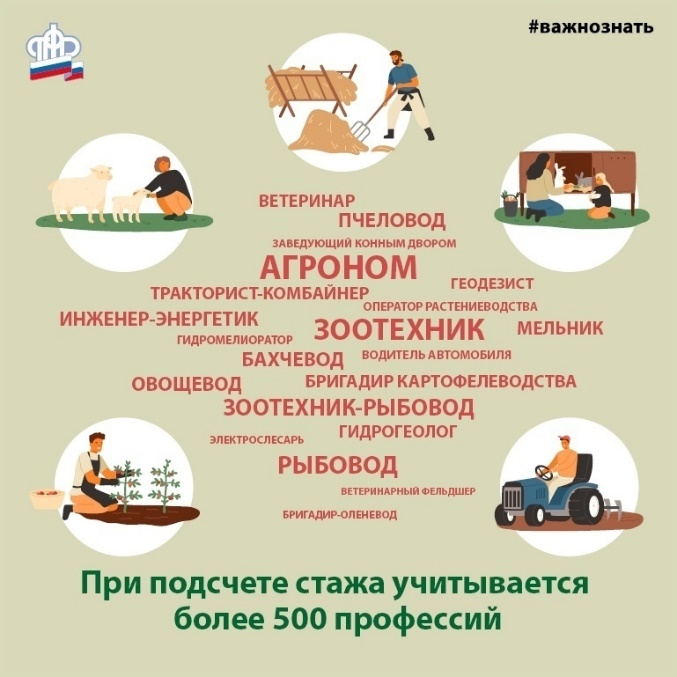 #важнознать
ВЕТЕРИНАР
ПЧЕЛОВОД
ЗАВЕДУЮЩИЙ КОННЫМ ДВОРОМ
АГРОНОМ
ГЕОДЕЗИСТ
ТРАКТОРИСТ-КОМБАЙНЕР
ОПЕРАТОР РАСТЕНИЕВОДСТВА
ИНЖЕНЕР-ЭНЕРГЕТИК
ЗООТЕХНИК
МЕЛЬНИК
ГИДРОМЕЛИОРАТОР
БАХЧЕВОД
ВОДИТЕЛЬ АВТОМОБИЛЯ
ОВОЩЕВОД
БРИГАДИР КАРТОФЕЛЕВОДСТВА
ЗООТЕХНИК-РЫБОВОД
ЭЛЕКТРОСЛЕСАРЬ
ГИДРОГЕОЛОГ
РЫБОВОД
ВЕТЕРИНАРНЫЙ ФЕЛЬДШЕР
БРИГАДИР-ОЛЕНЕВОД
При подсчете стажа учитывается
более 500 профессий